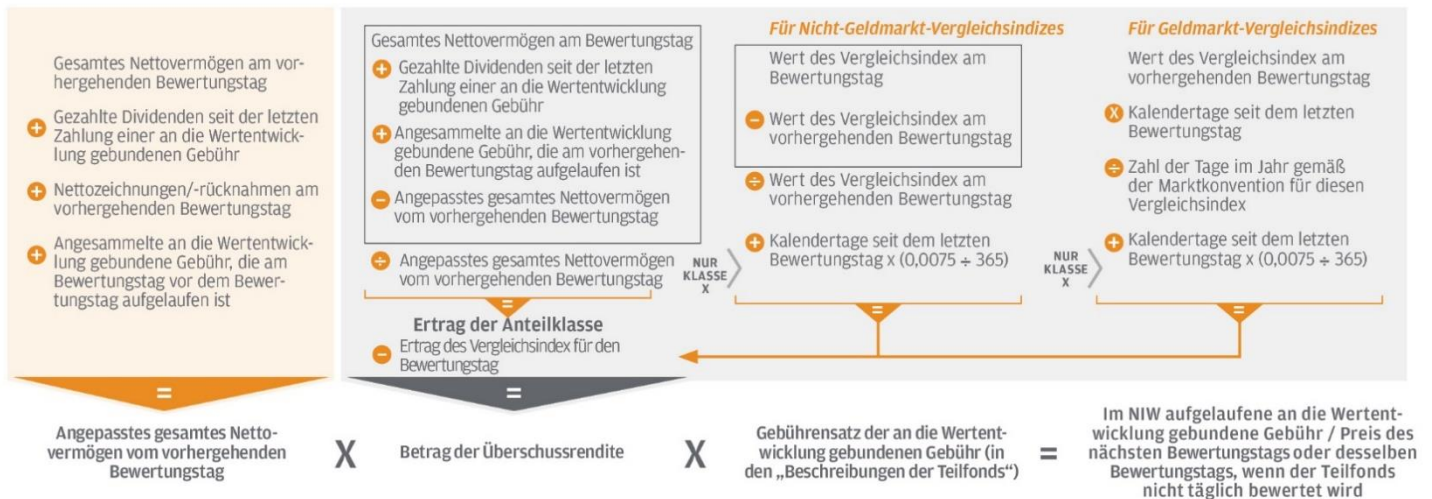 Gesamtes Nettovermögen am vor-
hergehenden Bewertungstag
+ Gezahlte Dividenden seit der letzten
Zahlung einer an die Wertentwick-
lung gebundenen Gebühr
+ Nettozeichnungen/-rücknahmen am
vorhergehenden Bewertungstag
+ Angesammelte an die Wertentwick-
lung gebundene Gebühr, die am
Bewertungstag vor dem Bewer-
tungstag aufgelaufen ist
=
Angepasstes gesamtes Netto-
vermögen vom vorhergehenden
Bewertungstag
X
Gesamtes Nettovermögen am Bewertungstag
+ Gezahlte Dividenden seit der letzten
Zahlung einer an die Wertentwicklung
gebundenen Gebühr
+ Angesammelte an die Wertentwicklung
gebundene Gebühr, die am vorhergehen-
den Bewertungstag aufgelaufen ist
− Angepasstes gesamtes Nettovermögen
vom vorhergehenden Bewertungstag
÷ Angepasstes gesamtes Nettovermögen
vom vorhergehenden Bewertungstag
=
Ertrag der Anteilklasse
− Ertrag des Vergleichsindex für den
Bewertungstag
=
Betrag der Überschussrendite
NUR
KLASSE
X
Für Nicht-Geldmarkt-Vergleichsindizes
Wert des Vergleichsindex am
Bewertungstag
− Wert des Vergleichsindex am
vorhergehenden Bewertungstag
÷ Wert des Vergleichsindex am
vorhergehenden Bewertungstag
+ Kalendertage seit dem letzten
Bewertungstag x (0,0075 ÷ 365)
=
NUR
KLASSE
X
Für Geldmarkt-Vergleichsindizes
Wert des Vergleichsindex am
vorhergehenden Bewertungstag
X Kalendertage seit dem letzten
Bewertungstag
÷ Zahl der Tage im Jahr gemäß
der Marktkonvention für diesen
Vergleichsindex
+ Kalendertage seit dem letzten
Bewertungstag x (0,0075 ÷ 365)
=
X
Gebührensatz der an die Wertent-
wicklung gebundenen Gebühr (in
den „Beschreibungen der Teilfonds“)
=
Im NIW aufgelaufene an die Wertent-
wicklung gebundene Gebühr / Preis des
nächsten Bewertungstags oder desselben
Bewertungstags, wenn der Teilfonds
nicht täglich bewertet wird